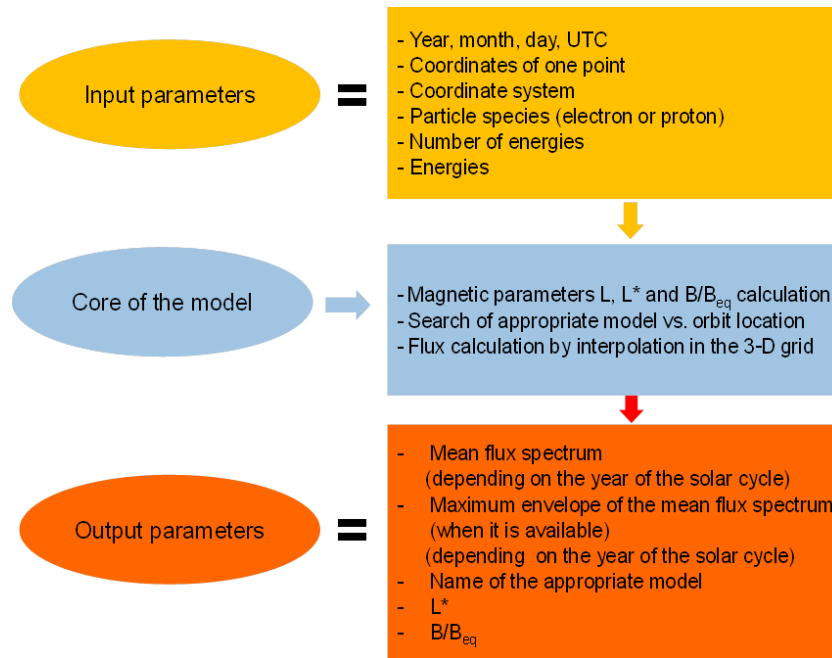 Input parameters
=
- Year, month, day, UTC
- Coordinates of one point
- Coordinate system
- Particle species (electron or proton)
- Number of energies
- Energies
Core of the model
- Magnetic parameters L, L* and B/Beq calculation
- Search of appropriate model vs. orbit location
- Flux calculation by interpolation in the 3-D grid
Output parameters
=
- Mean flux spectrum
(depending on the year of the solar cycle)
- Maximum envelope of the mean flux spectrum
(when it is available)
(depending on the year of the solar cycle)
- Name of the appropriate model
- L*
- B/Beq